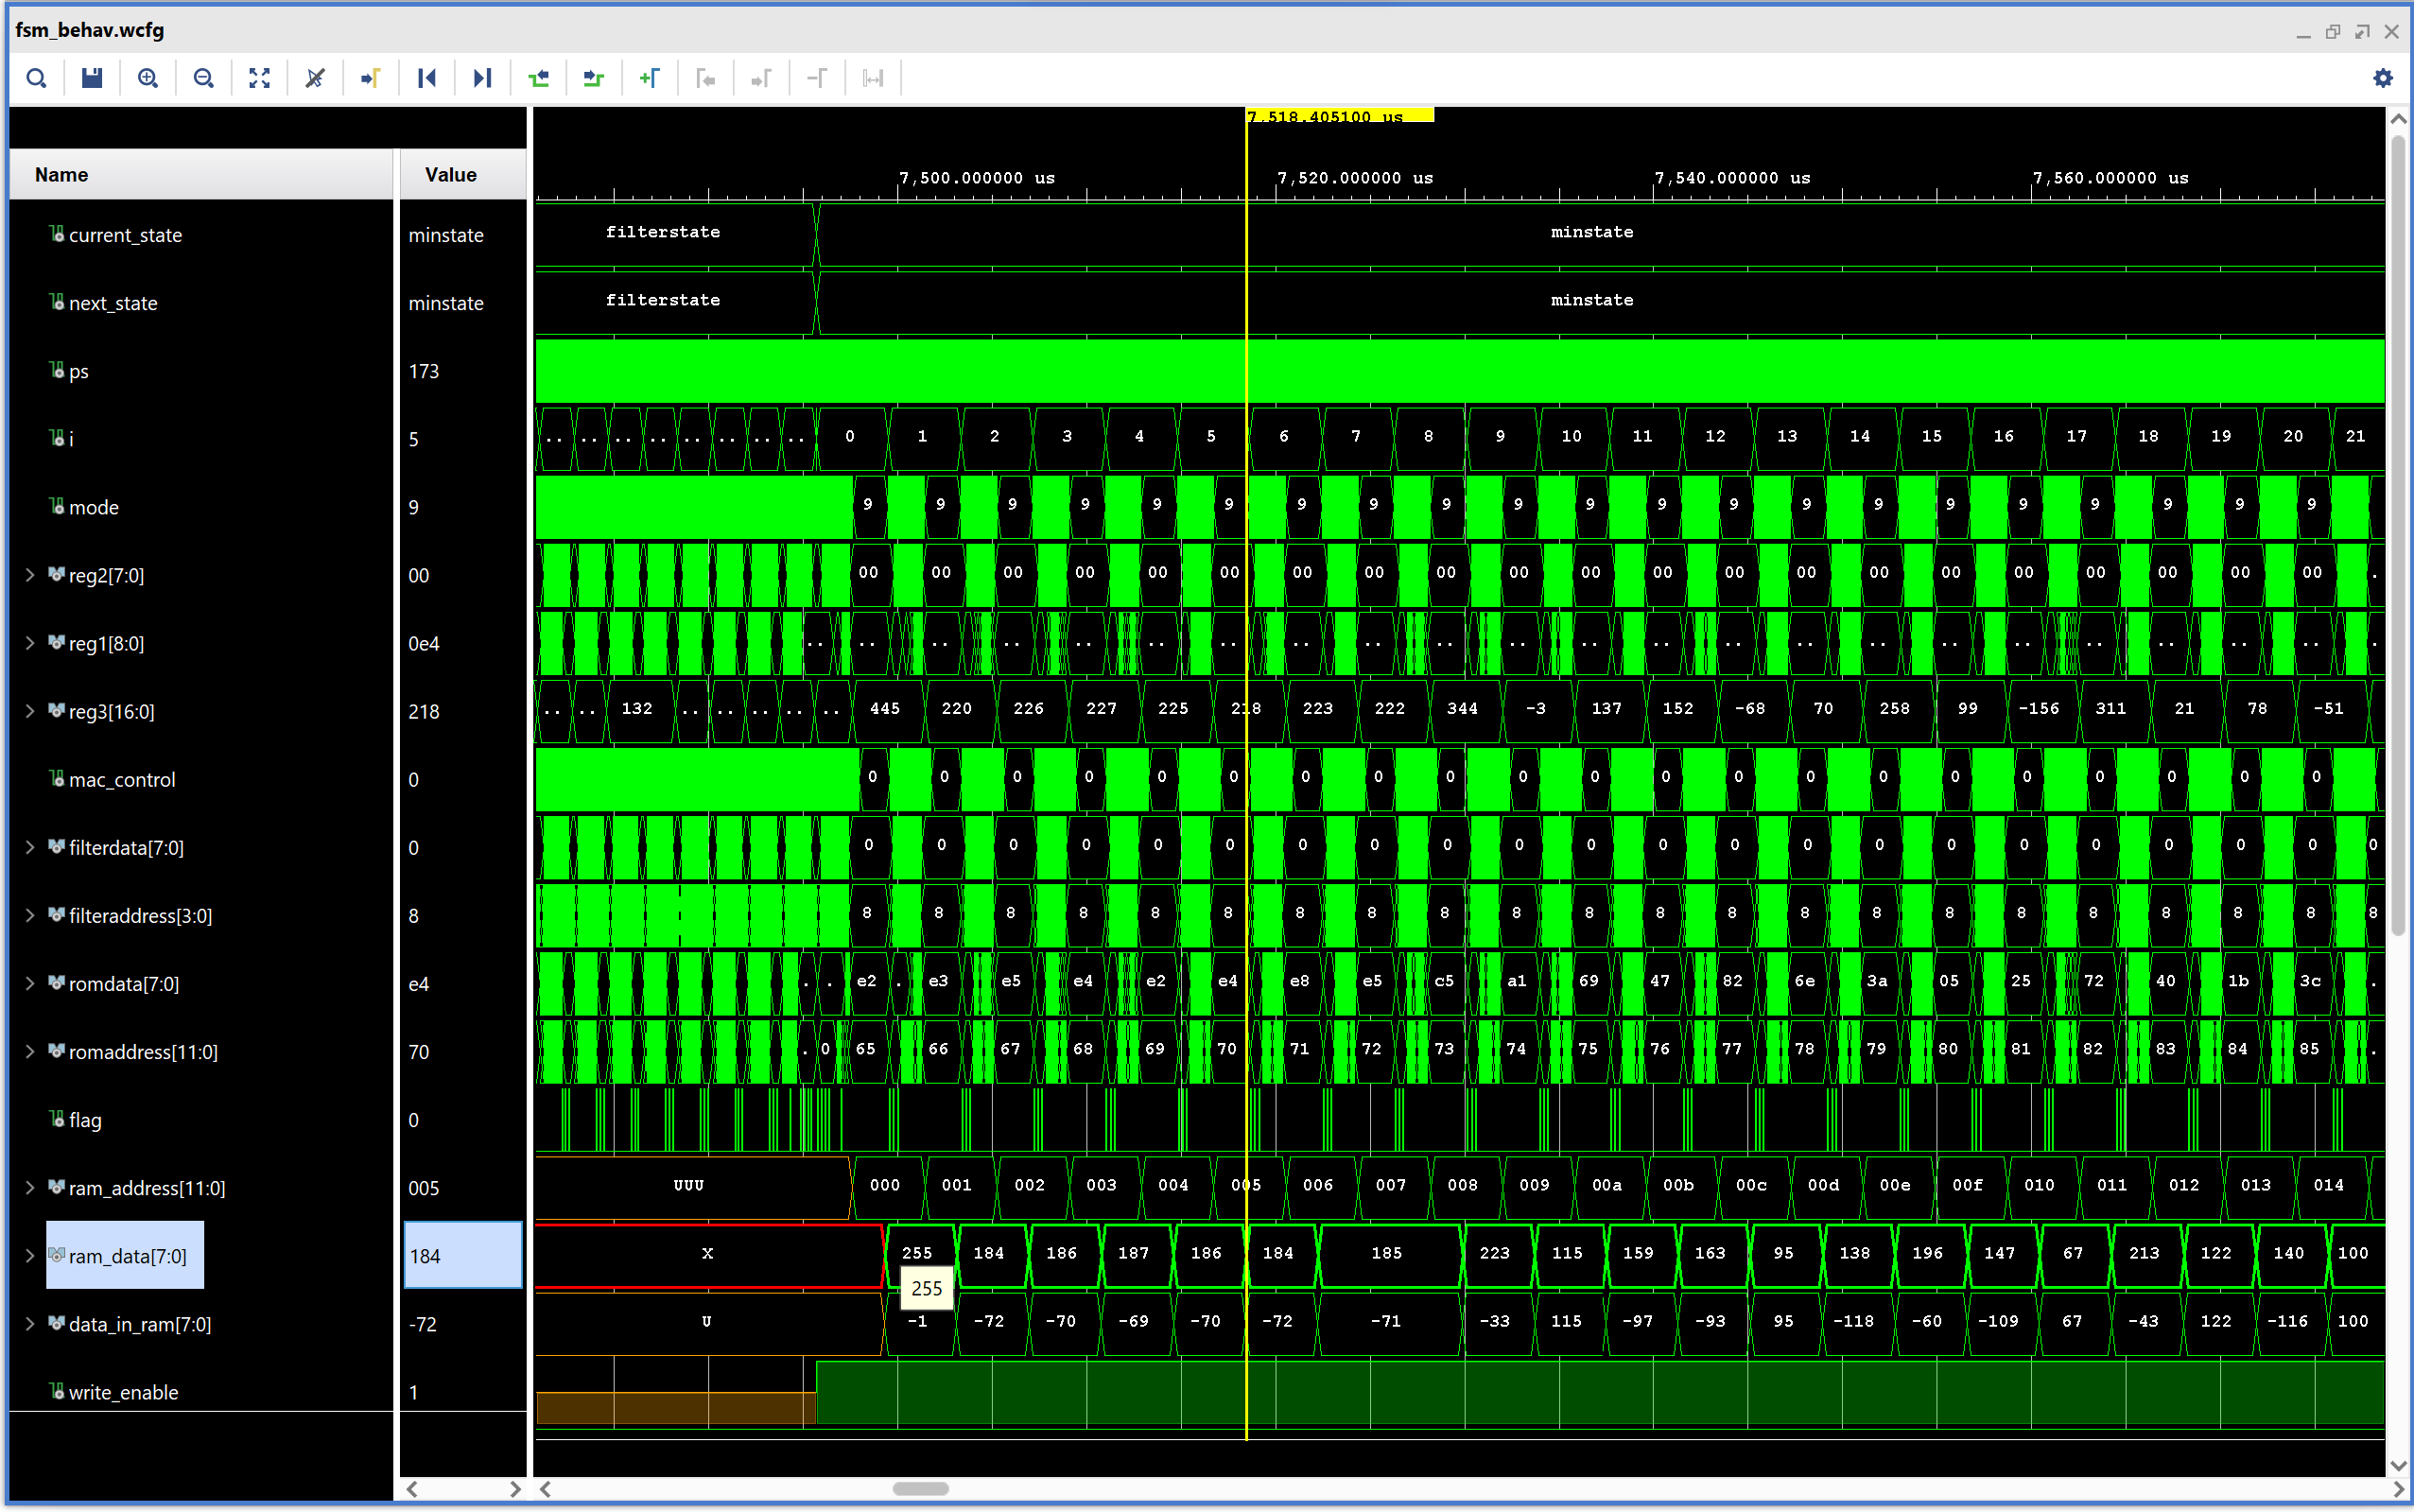 fsm_behav.wcfg
7,518.405100 us
Name Value
7,500.000000 us 7,520.000000 us 7,540.000000 us 7,560.000000 us
current_state minstate filterstate minstate
next_state minstate filterstate minstate
ps 173
i 5 .. .. .. .. .. .. .. .. 0 1 2 3 4 5 6 7 8 9 10 11 12 13 14 15 16 17 18 19 20 21
mode 9 9 9 9 9 9 9 9 9 9 9 9 9 9 9 9 9 9 9 9 9 9
reg2[7:0] 00 00 00 00 00 00 00 00 00 00 00 00 00 00 00 00 00 00 00 00 00 00 .
reg1[8:0] 0e4 .. .. .. .. .. .. .. .. .. .. .. .. .. .. .. .. .. .. .. .. .. .. .
reg3[16:0] 218 .. .. 132 .. .. .. .. .. 445 220 226 227 225 218 223 222 344 -3 137 152 -68 70 258 99 -156 311 21 78 -51
mac_control 0 0 0 0 0 0 0 0 0 0 0 0 0 0 0 0 0 0 0 0 0 0
filterdata[7:0] 0 0 0 0 0 0 0 0 0 0 0 0 0 0 0 0 0 0 0 0 0 0 0
filteraddress[3:0] 8 8 8 8 8 8 8 8 8 8 8 8 8 8 8 8 8 8 8 8 8 8 8
romdata[7:0] e4 . . e2 . e3 e5 e4 e2 e4 e8 e5 c5 a1 69 47 82 6e 3a 05 25 72 40 1b 3c .
romaddress[11:0] 70 . 0 65 66 67 68 69 70 71 72 73 74 75 76 77 78 79 80 81 82 83 84 85 .
flag 0
ram_address[11:0] 005 UUU 000 001 002 003 004 005 006 007 008 009 00a 00b 00c 00d 00e 00f 010 011 012 013 014
ram_data[7:0] 184 X 255 184 186 187 186 184 185 223 115 159 163 95 138 196 147 67 213 122 140 100
255
data_in_ram[7:0] -72 U -1 -72 -70 -69 -70 -72 -71 -33 115 -97 -93 95 -118 -60 -109 67 -43 122 -116 100
write_enable 1